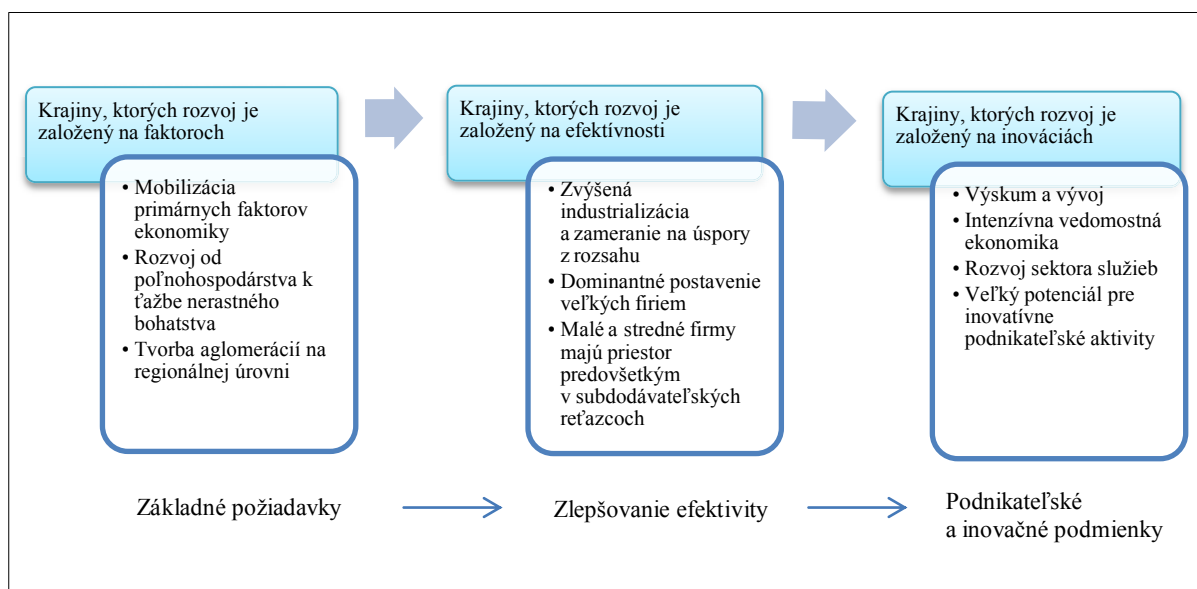 Krajiny, ktorých rozvoj je
založený na faktoroch
• Mobilizácia
primárnych faktorov
ekonomiky
• Rozvoj od
poľnohospodárstva k
ťažbe nerastného
bohatstva
• Tvorba aglomerácií na
regionálnej úrovni
Základné požiadavky
Krajiny, ktorých rozvoj je
založený na efektívnosti
• Zvýšená
industrializácia
a zameranie na úspory
z rozsahu
• Dominantné postavenie
veľkých firiem
• Malé a stredné firmy
majú priestor
predovšetkým
v subdodávateľských
reťazcoch
Zlepšovanie efektivity
Krajiny, ktorých rozvoj je
založený na inováciách
• Výskum a vývoj
• Intenzívna vedomostná
ekonomika
• Rozvoj sektora služieb
• Veľký potenciál pre
inovatívne
podnikateľské aktivity
Podnikateľské
a inovačné podmienky